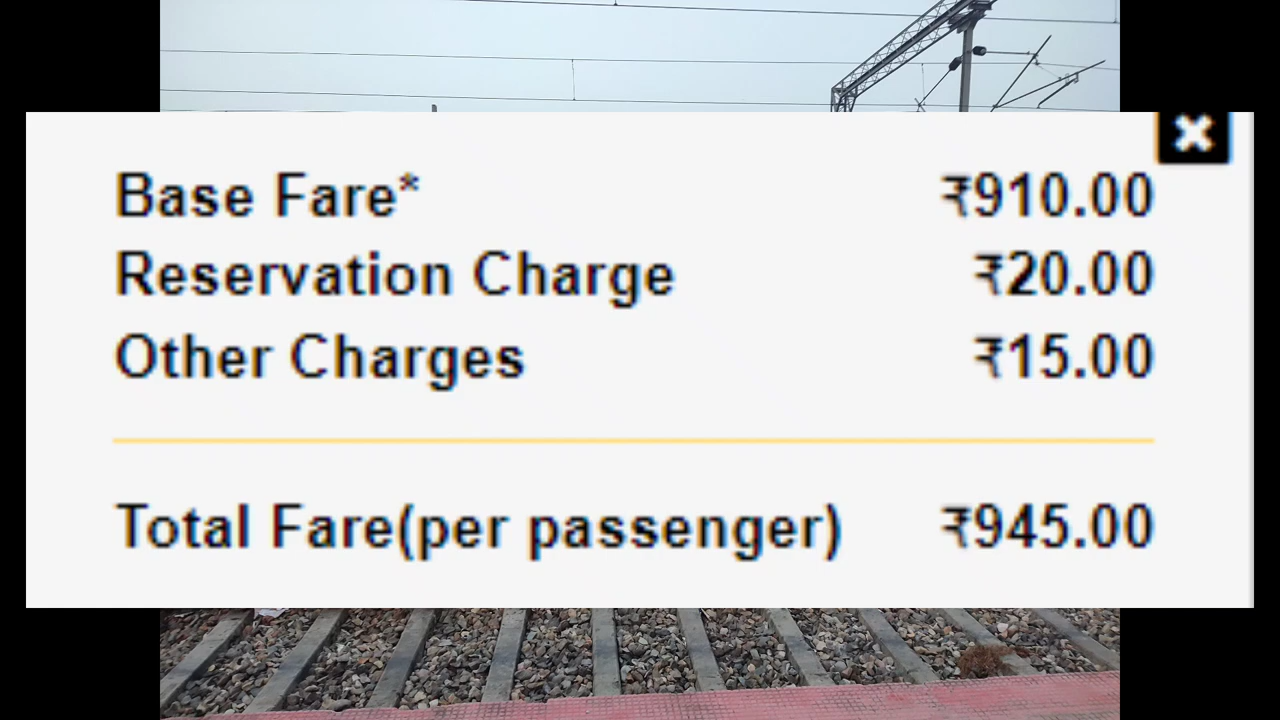 Base Fare* ₹910.00
Reservation Charge ₹20.00
Other Charges ₹15.00
Total Fare(per passenger) ₹945.00